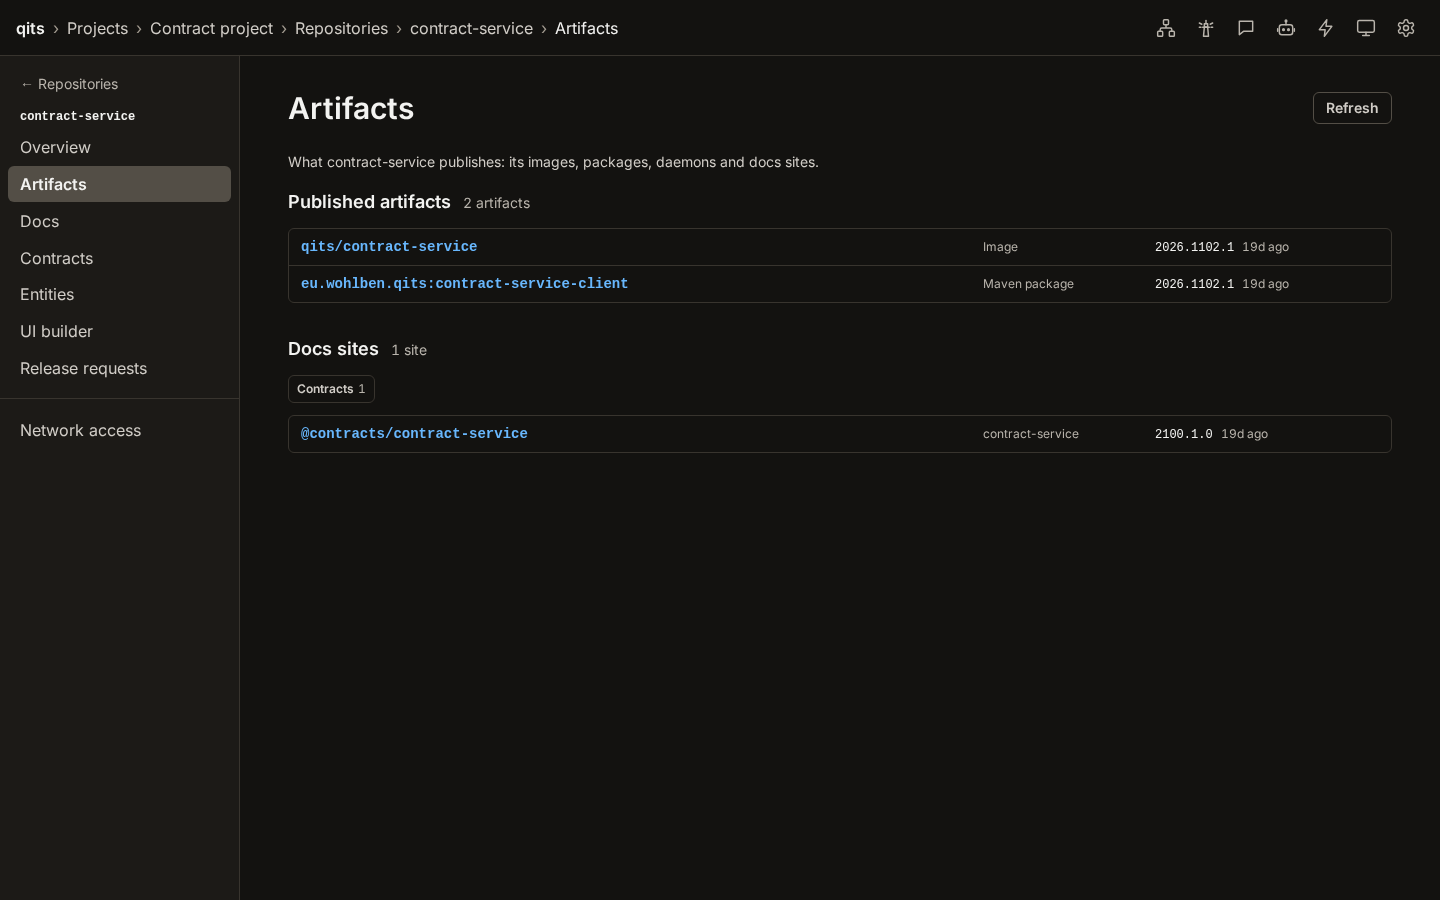 qits › Projects › Contract project › Repositories › contract-service › Artifacts
← Repositories
contract-service
Overview
Artifacts
Docs
Contracts
Entities
UI builder
Release requests
Network access
Artifacts
Refresh
What contract-service publishes: its images, packages, daemons and docs sites.
Published artifacts 2 artifacts
qits/contract-service Image 2026.1102.1 19d ago
eu.wohlben.qits:contract-service-client Maven package 2026.1102.1 19d ago
Docs sites 1 site
Contracts 1
@contracts/contract-service contract-service 2100.1.0 19d ago